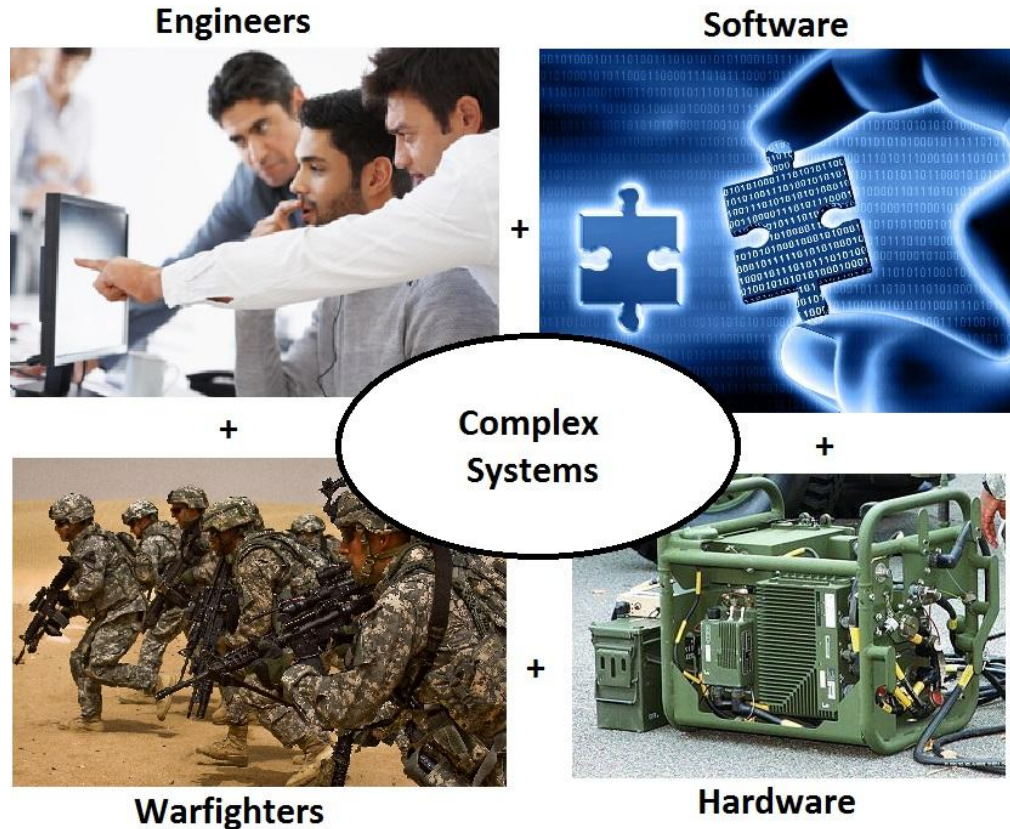 Engineers
Software
+
Complex
Systems
+
+
+
Warfighters
Hardware